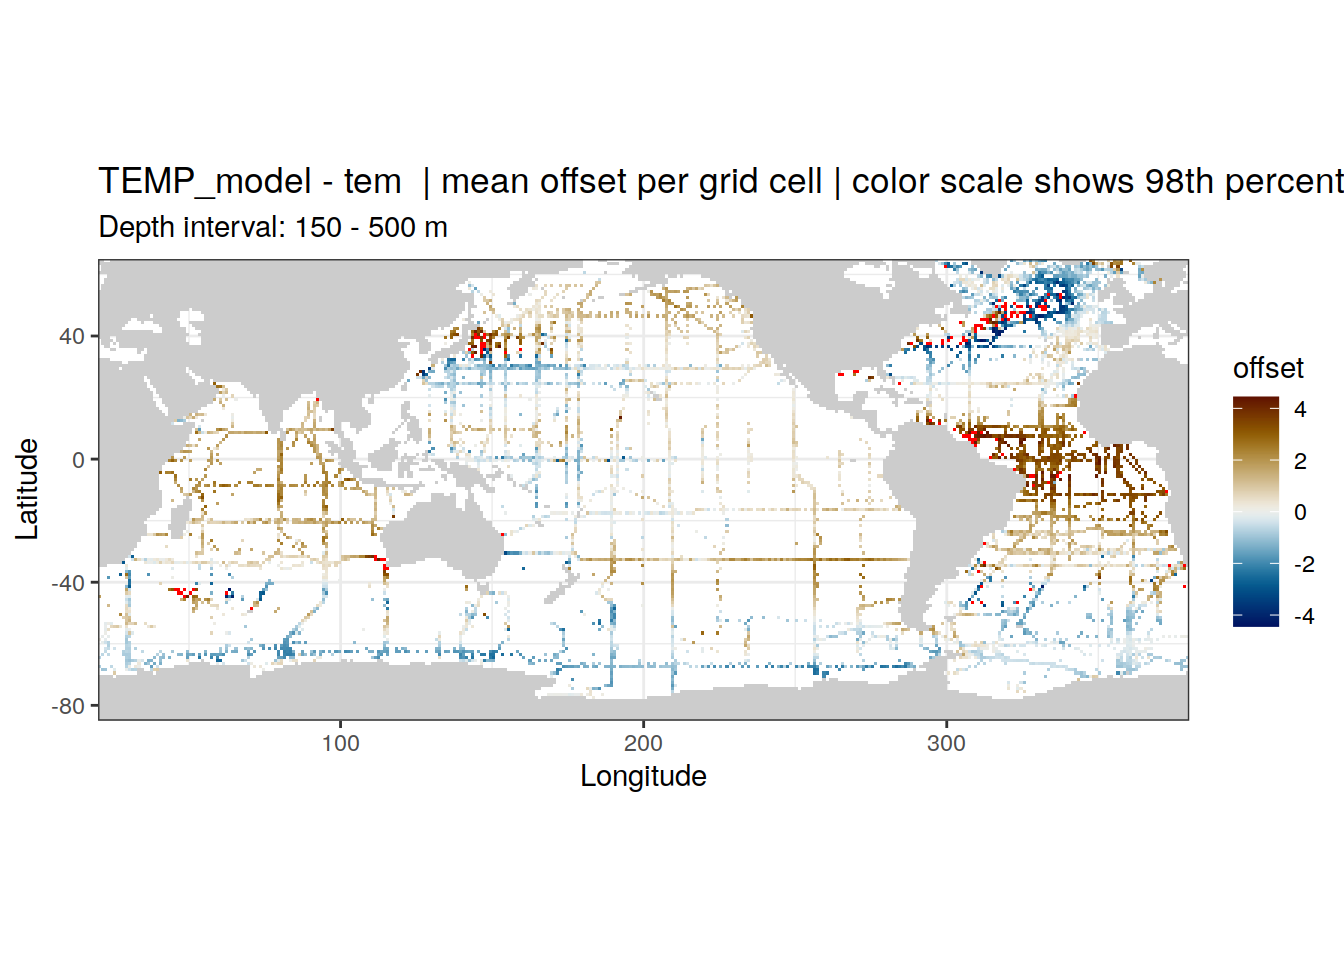 TEMP_model - tem  | mean offset per grid cell | color scale shows 98th percent
Depth interval: 150 - 500 m
offset
4
2
0
-2
-4
Latitude
40
0
-40
-80
100
200
300
Longitude